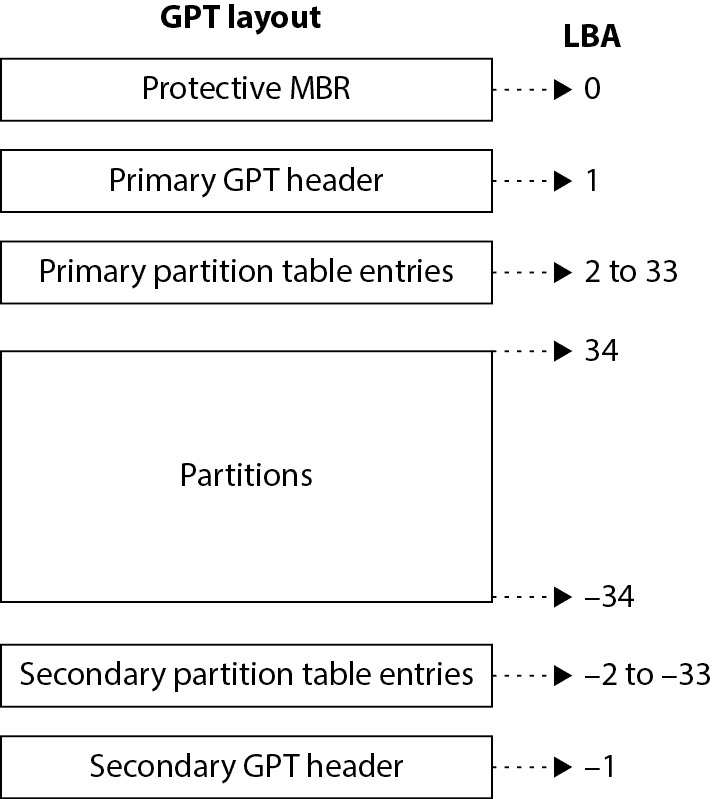 GPT layout
LBA
Protective MBR
0
Primary GPT header
1
Primary partition table entries
2 to 33
34
Partitions
–34
Secondary partition table entries
–2 to –33
Secondary GPT header
–1